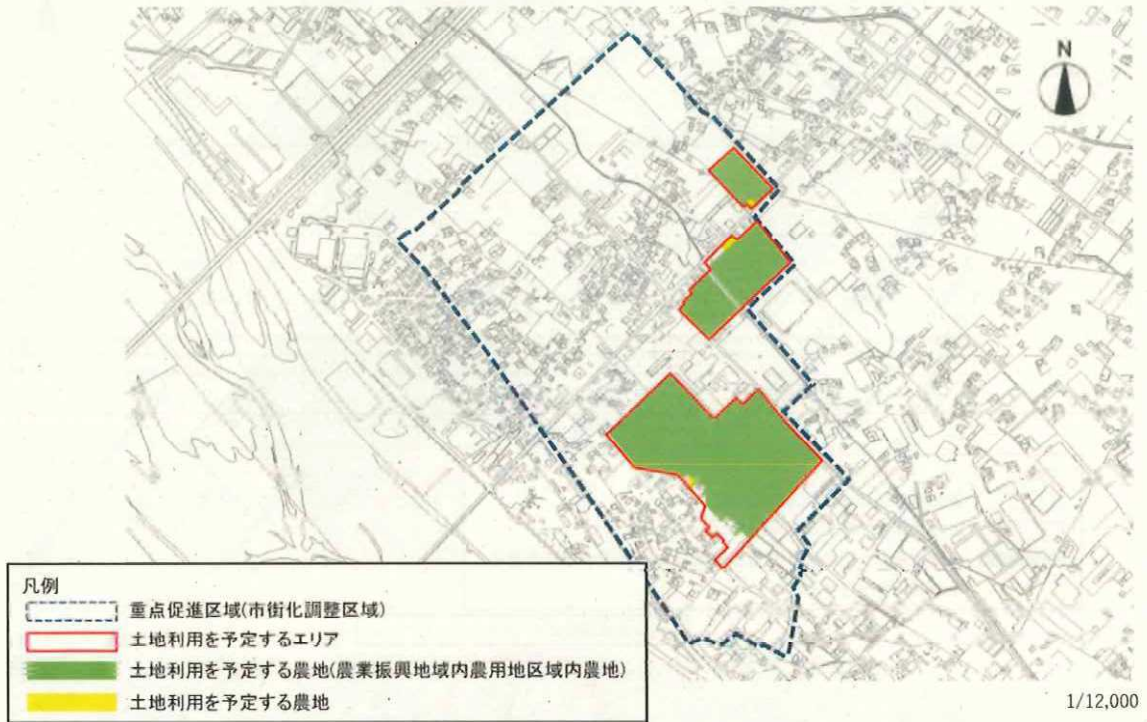 N
凡例
重点促進区域(市街化調整区域)
土地利用を予定するエリア
土地利用を予定する農地(農業振興地域内農用地区域内農地)
土地利用を予定する農地
1/12,000